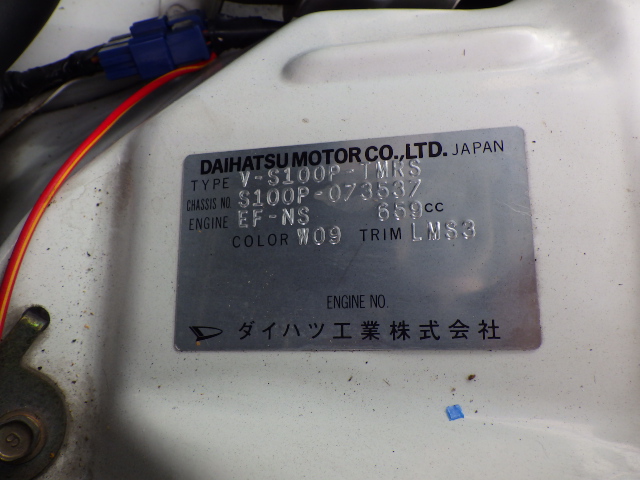 DAIHATSU MOTOR CO.,LTD. JAPAN
TYPE V-S100P-TMRS
CHASSIS NO. S100P-073537
ENGINE EF-NS 659cc
COLOR W09 TRIM LMS3
ENGINE NO.
ダイハツ工業株式会社
9